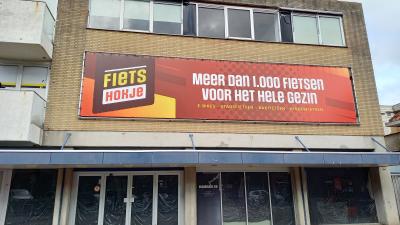 FIETS
HOKJE
MEER DAN 1.000 FIETSEN
VOOR HET HELE GEZIN